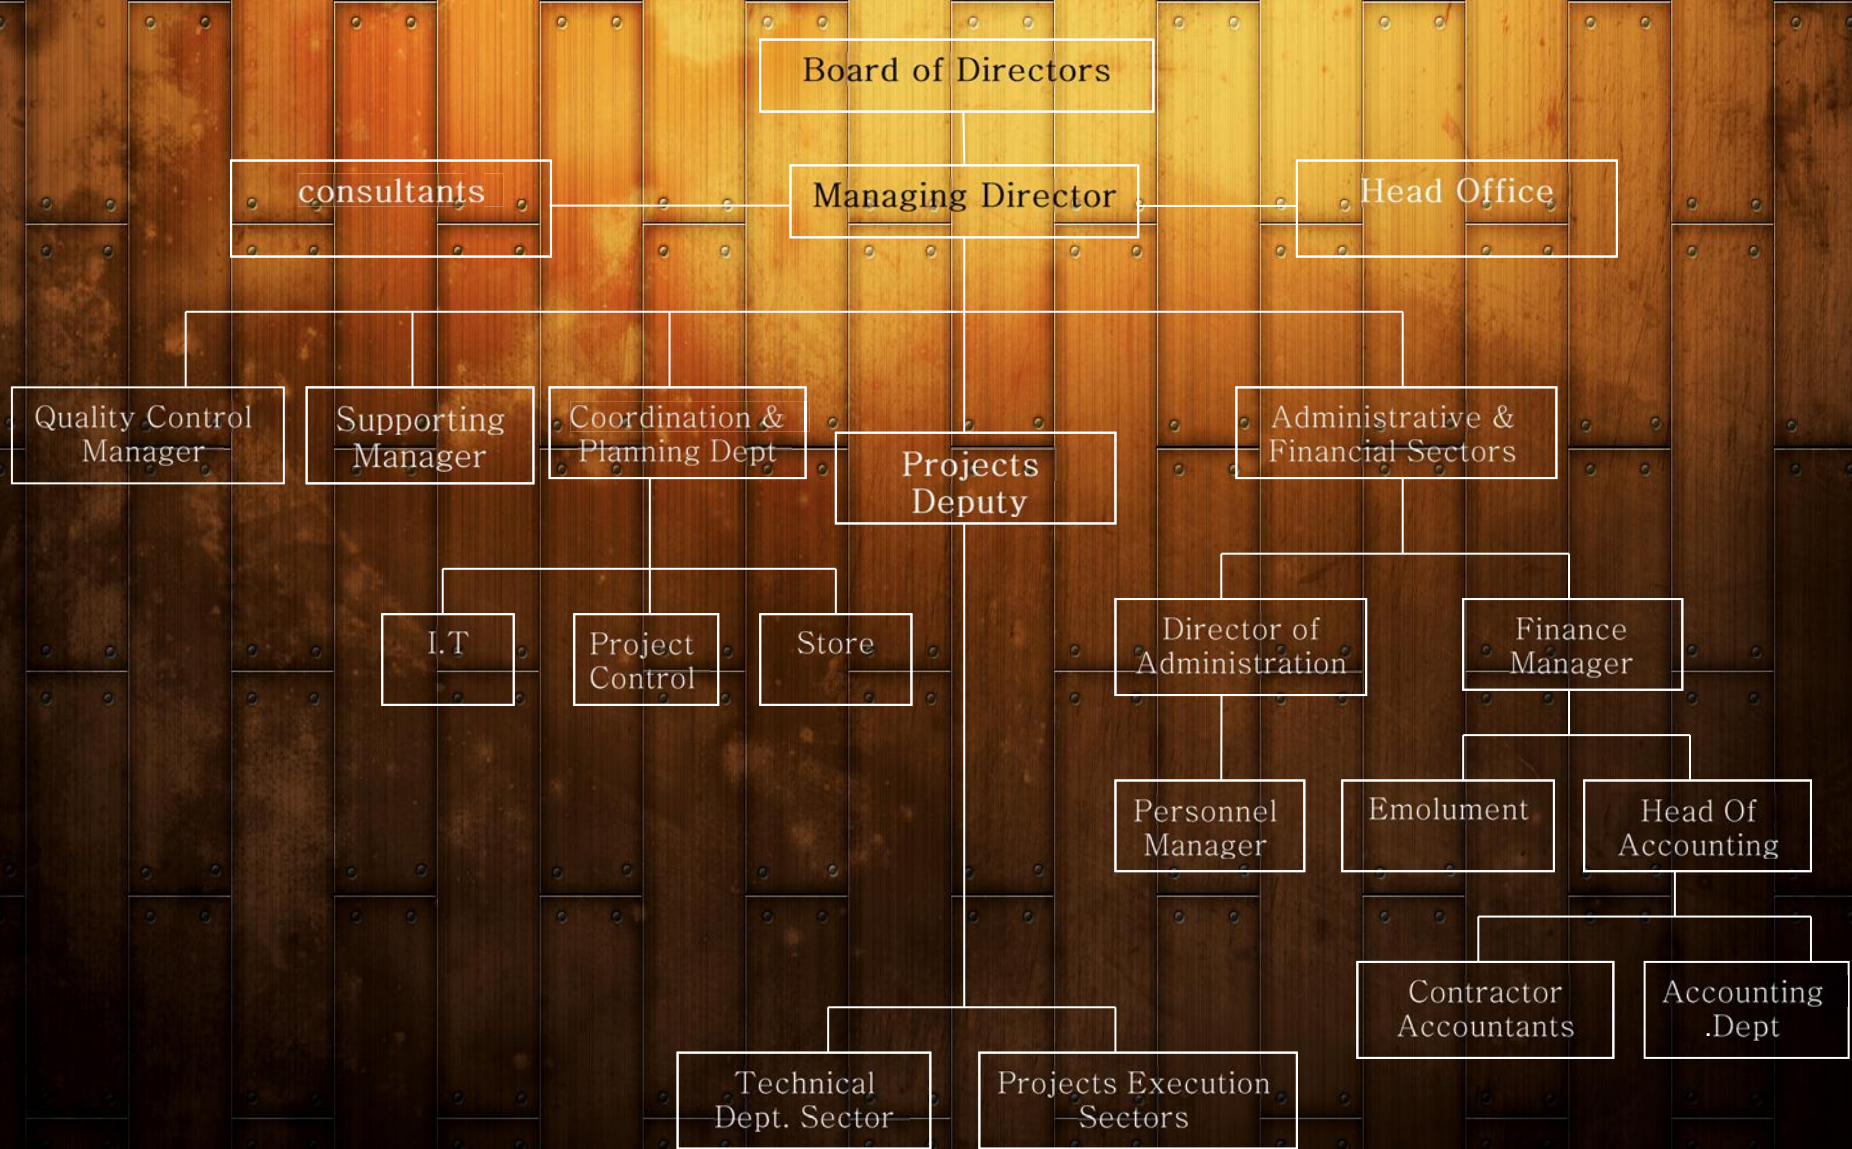 Board of Directors
consultants
Managing Director
Head Office
Quality Control
Manager
Supporting
Manager
Coordination &
Planning Dept
Projects
Deputy
Administrative &
Financial Sectors
I.T
Project
Control
Store
Director of
Administration
Finance
Manager
Personnel
Manager
Emolument
Head Of
Accounting
Contractor
Accountants
Accounting
.Dept
Technical
Dept. Sector
Projects Execution
Sectors